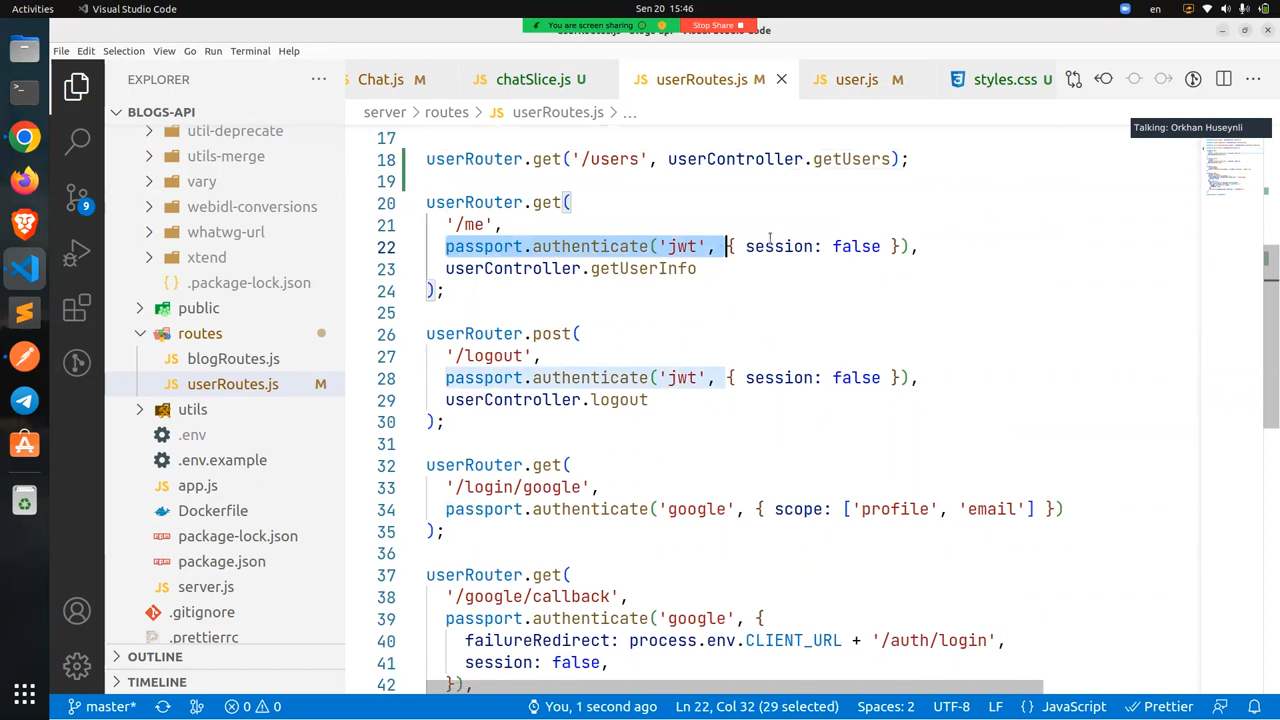 Activities
Visual Studio Code
Sen 20 15:46
en
You are screen sharing
Stop Share
File Edit Selection View Go Run Terminal Help
EXPLORER
Chat.js M
chatSlice.js U
userRoutes.js M
user.js M
styles.css U
BLOGS-API
server > routes > JS userRoutes.js > ...
Talking: Orkhan Huseynli
util-deprecate
utils-merge
vary
webidl-conversions
whatwg-url
xtend
.package-lock.json
public
routes
blogRoutes.js
userRoutes.js M
utils
.env
.env.example
app.js
Dockerfile
package-lock.json
package.json
server.js
.gitignore
.prettierrc
OUTLINE
TIMELINE
17
18 userRouter.get('/users', userController.getUsers);
19
20 userRouter.get(
21 '/me',
22 passport.authenticate('jwt', { session: false }),
23 userController.getUserInfo
24 );
25
26 userRouter.post(
27 '/logout',
28 passport.authenticate('jwt', { session: false }),
29 userController.logout
30 );
31
32 userRouter.get(
33 '/login/google',
34 passport.authenticate('google', { scope: ['profile', 'email'] })
35 );
36
37 userRouter.get(
38 '/google/callback',
39 passport.authenticate('google', {
40 failureRedirect: process.env.CLIENT_URL + '/auth/login',
41 session: false,
42 }),
9
master*
0 0
You, 1 second ago
Ln 22, Col 32 (29 selected)
Spaces: 2
UTF-8
LF
{} JavaScript
Prettier